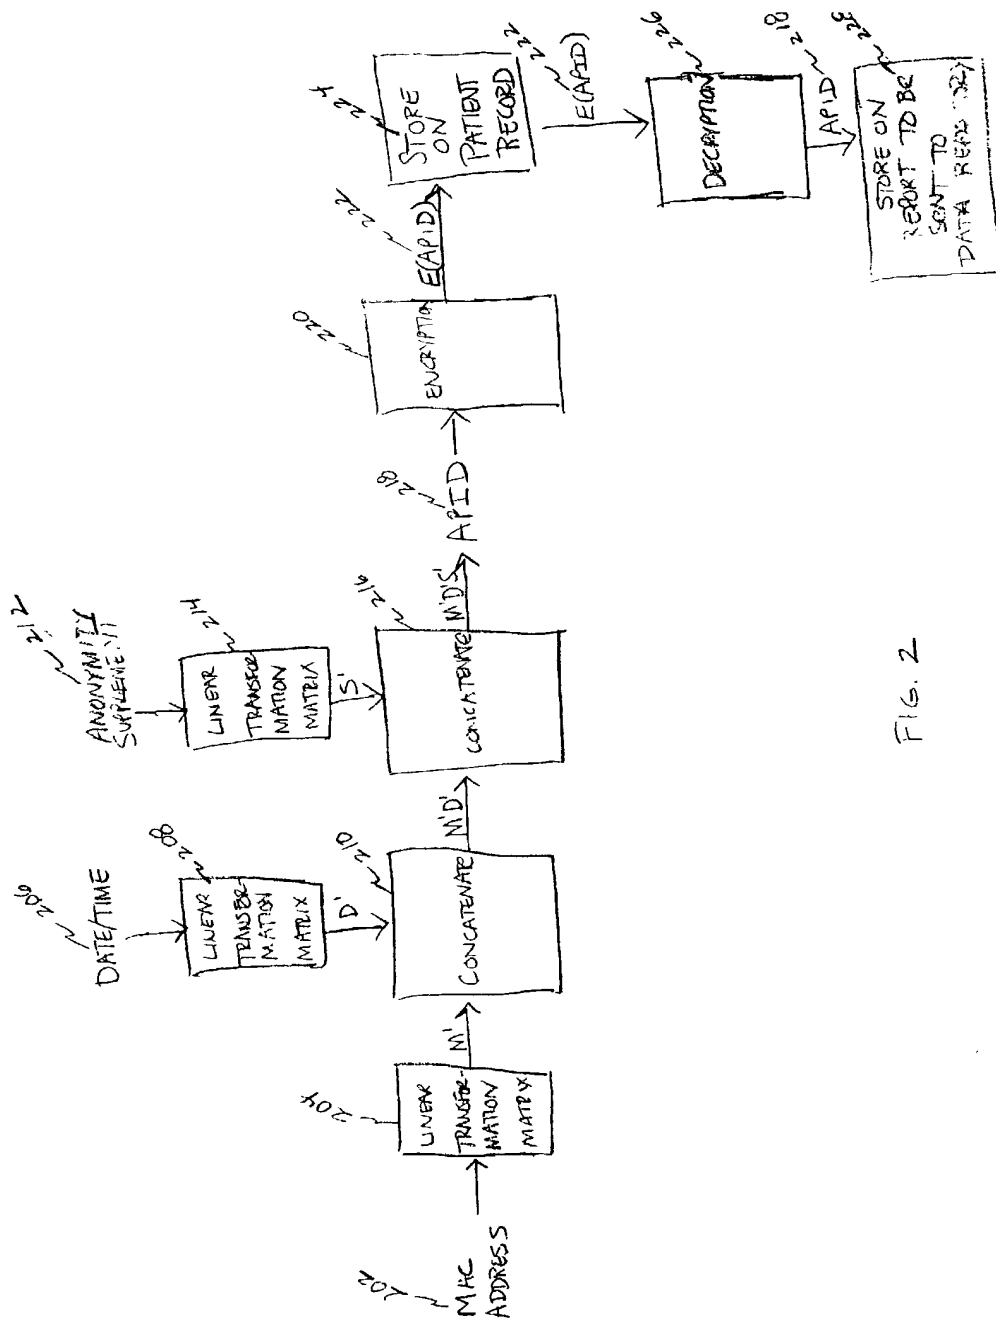 202
MAC
ADDRESS
204
LINEAR
TRANSFOR-
MATION
MATRIX
M'
206
DATE/TIME
208
LINEAR
TRANSFOR-
MATION
MATRIX
D'
210
CONCATENATE
M'D'
212
ANONYMITY
SUPPLEMENT
214
LINEAR
TRANSFOR-
MATION
MATRIX
S'
216
CONCATENATE
M'D'S'
218
APID
220
ENCRYPTION
222
E(APID)
224
STORE
ON
PATIENT
RECORD
E(APID)
222
DECRYPTION
226
APID
218
228
STORE ON
REPORT TO BE
SENT TO
DATA
FIG. 2